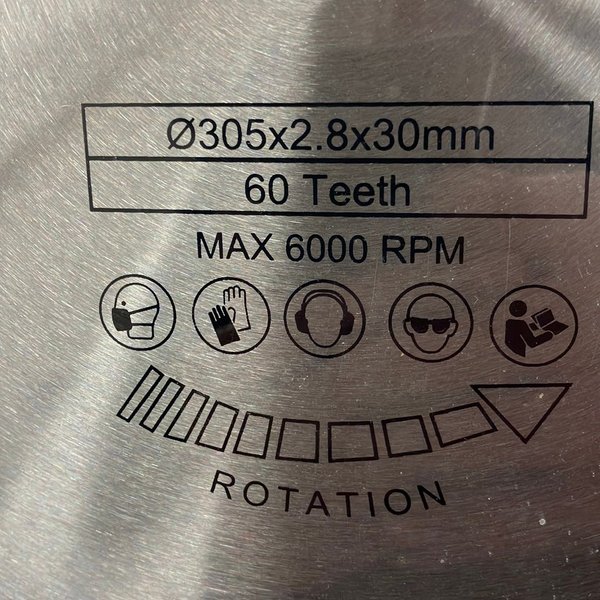 Ø305x2.8x30mm
60 Teeth
MAX 6000 RPM
ROTATION